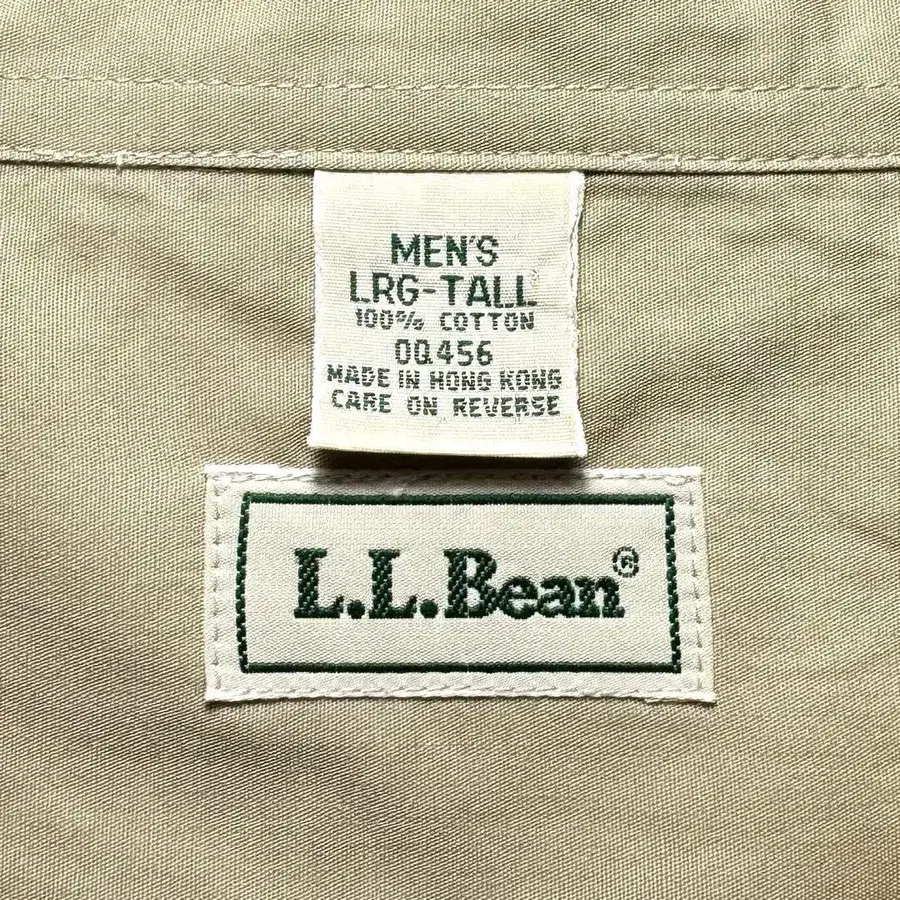 MEN'S
LRG-TALL
100% COTTON
0Q456
MADE IN HONG KONG
CARE ON REVERSE
L.L.Bean®